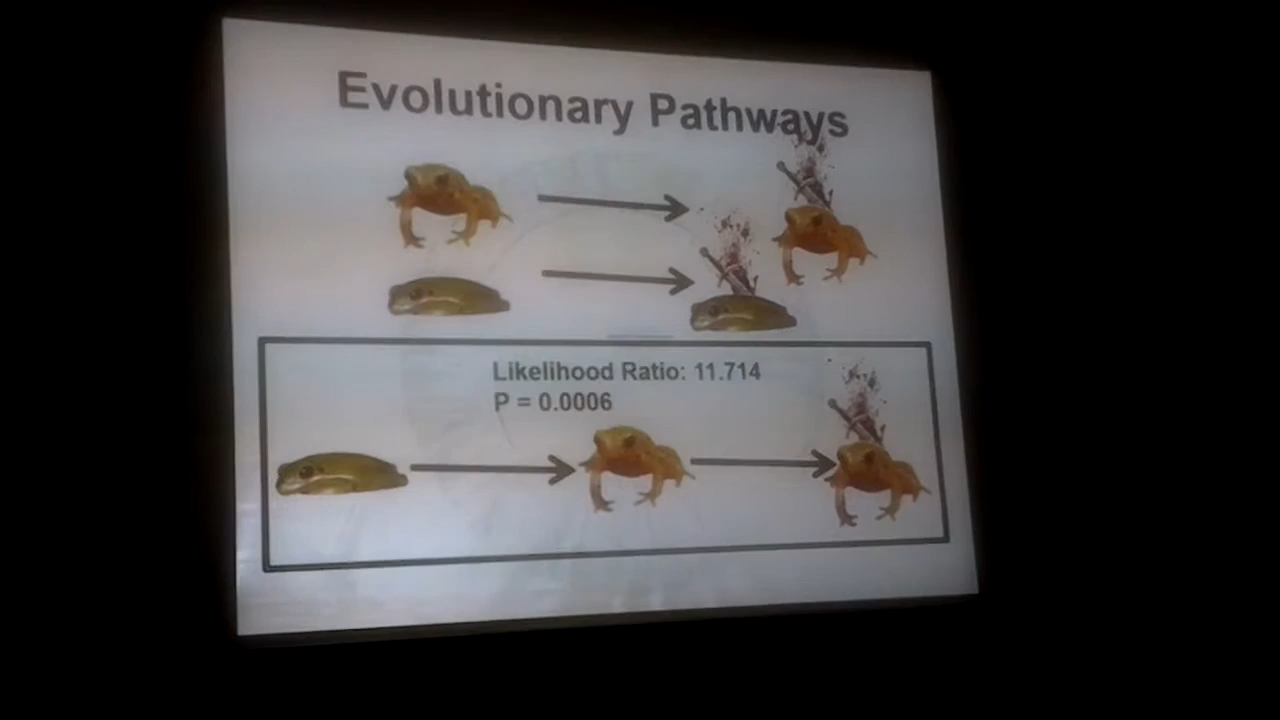 Evolutionary Pathways
Likelihood Ratio: 11.714
P = 0.0006